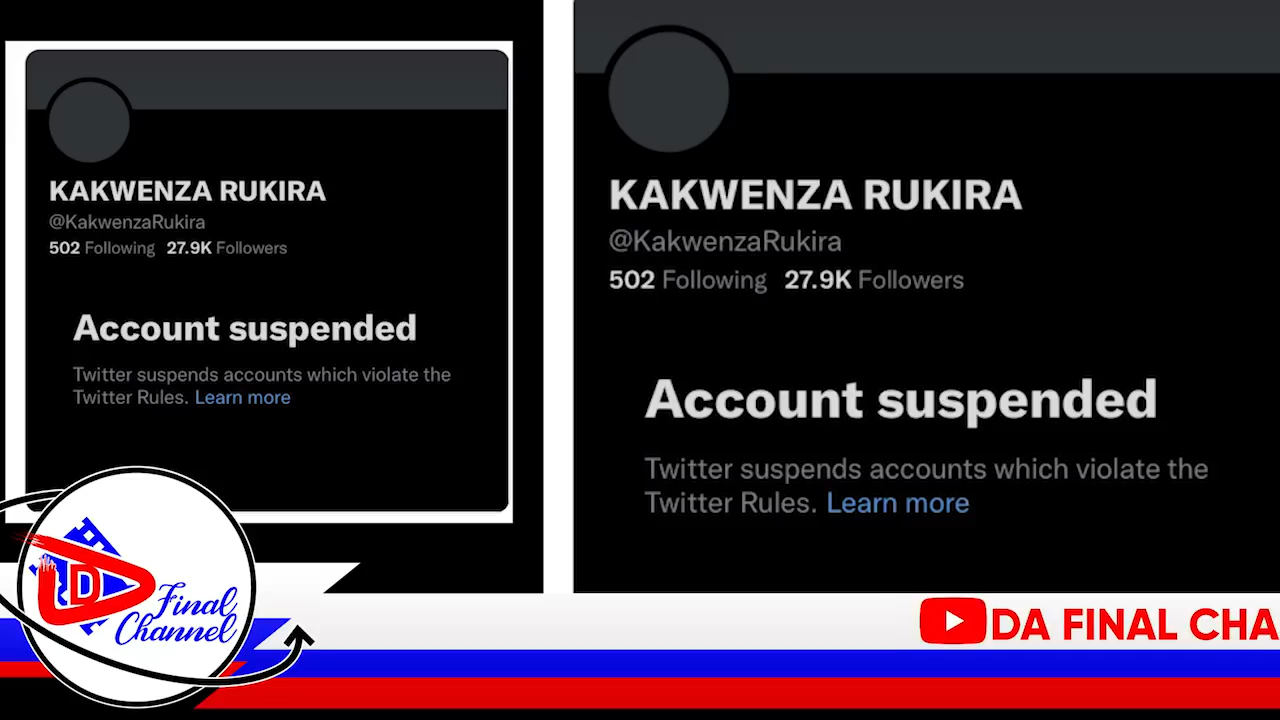 KAKWENZA RUKIRA
@KakwenzaRukira
502 Following 27.9K Followers
Account suspended
Twitter suspends accounts which violate the
Twitter Rules. Learn more
KAKWENZA RUKIRA
@KakwenzaRukira
502 Following 27.9K Followers
Account suspended
Twitter suspends accounts which violate the
Twitter Rules. Learn more
D
Final
Channel
DA FINAL CHA